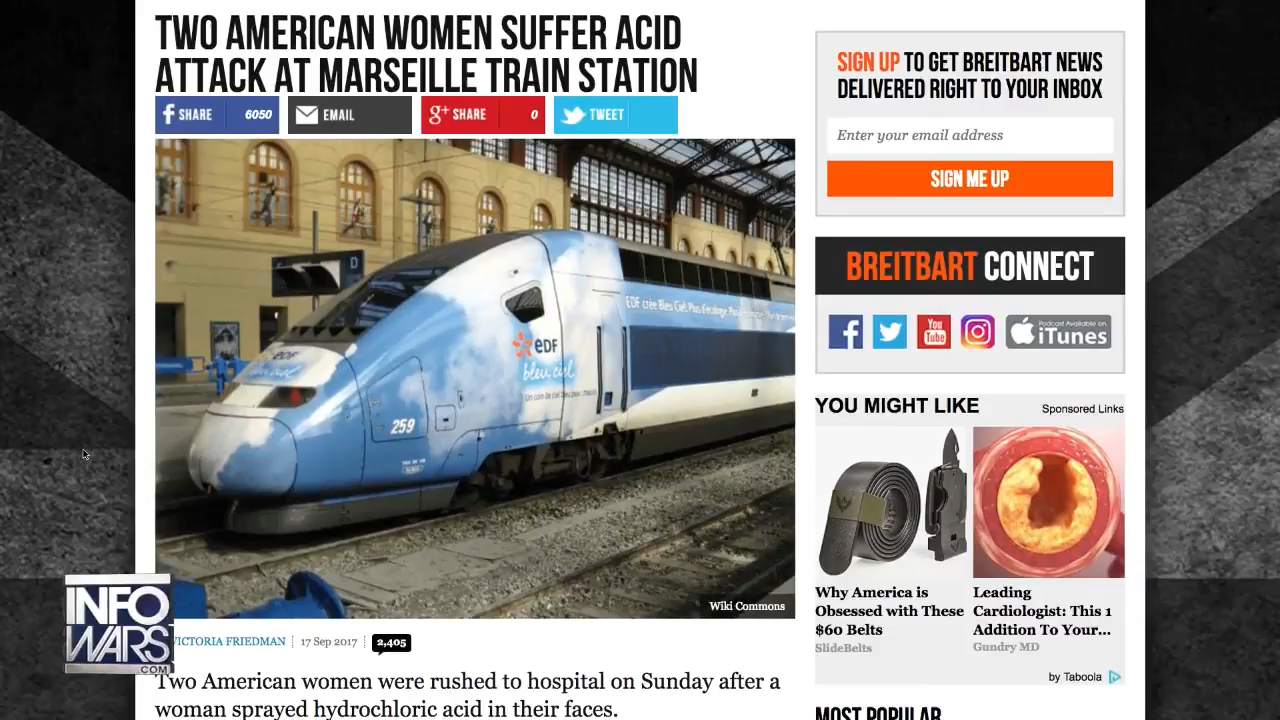 TWO AMERICAN WOMEN SUFFER ACID
ATTACK AT MARSEILLE TRAIN STATION
SHARE 6050
EMAIL
g+ SHARE 0
TWEET
D
EDF
bleu ciel
259
Wiki Commons
VICTORIA FRIEDMAN
17 Sep 2017
2,405
Two American women were rushed to hospital on Sunday after a
woman sprayed hydrochloric acid in their faces.
INFO
WARS
.COM
SIGN UP TO GET BREITBART NEWS
DELIVERED RIGHT TO YOUR INBOX
Enter your email address
SIGN ME UP
BREITBART CONNECT
You
Tube
Podcast Available on
iTunes
YOU MIGHT LIKE
Sponsored Links
Why America is
Obsessed with These
$60 Belts
SlideBelts
Leading
Cardiologist: This 1
Addition To Your...
Gundry MD
by Taboola
MOST POPULAR